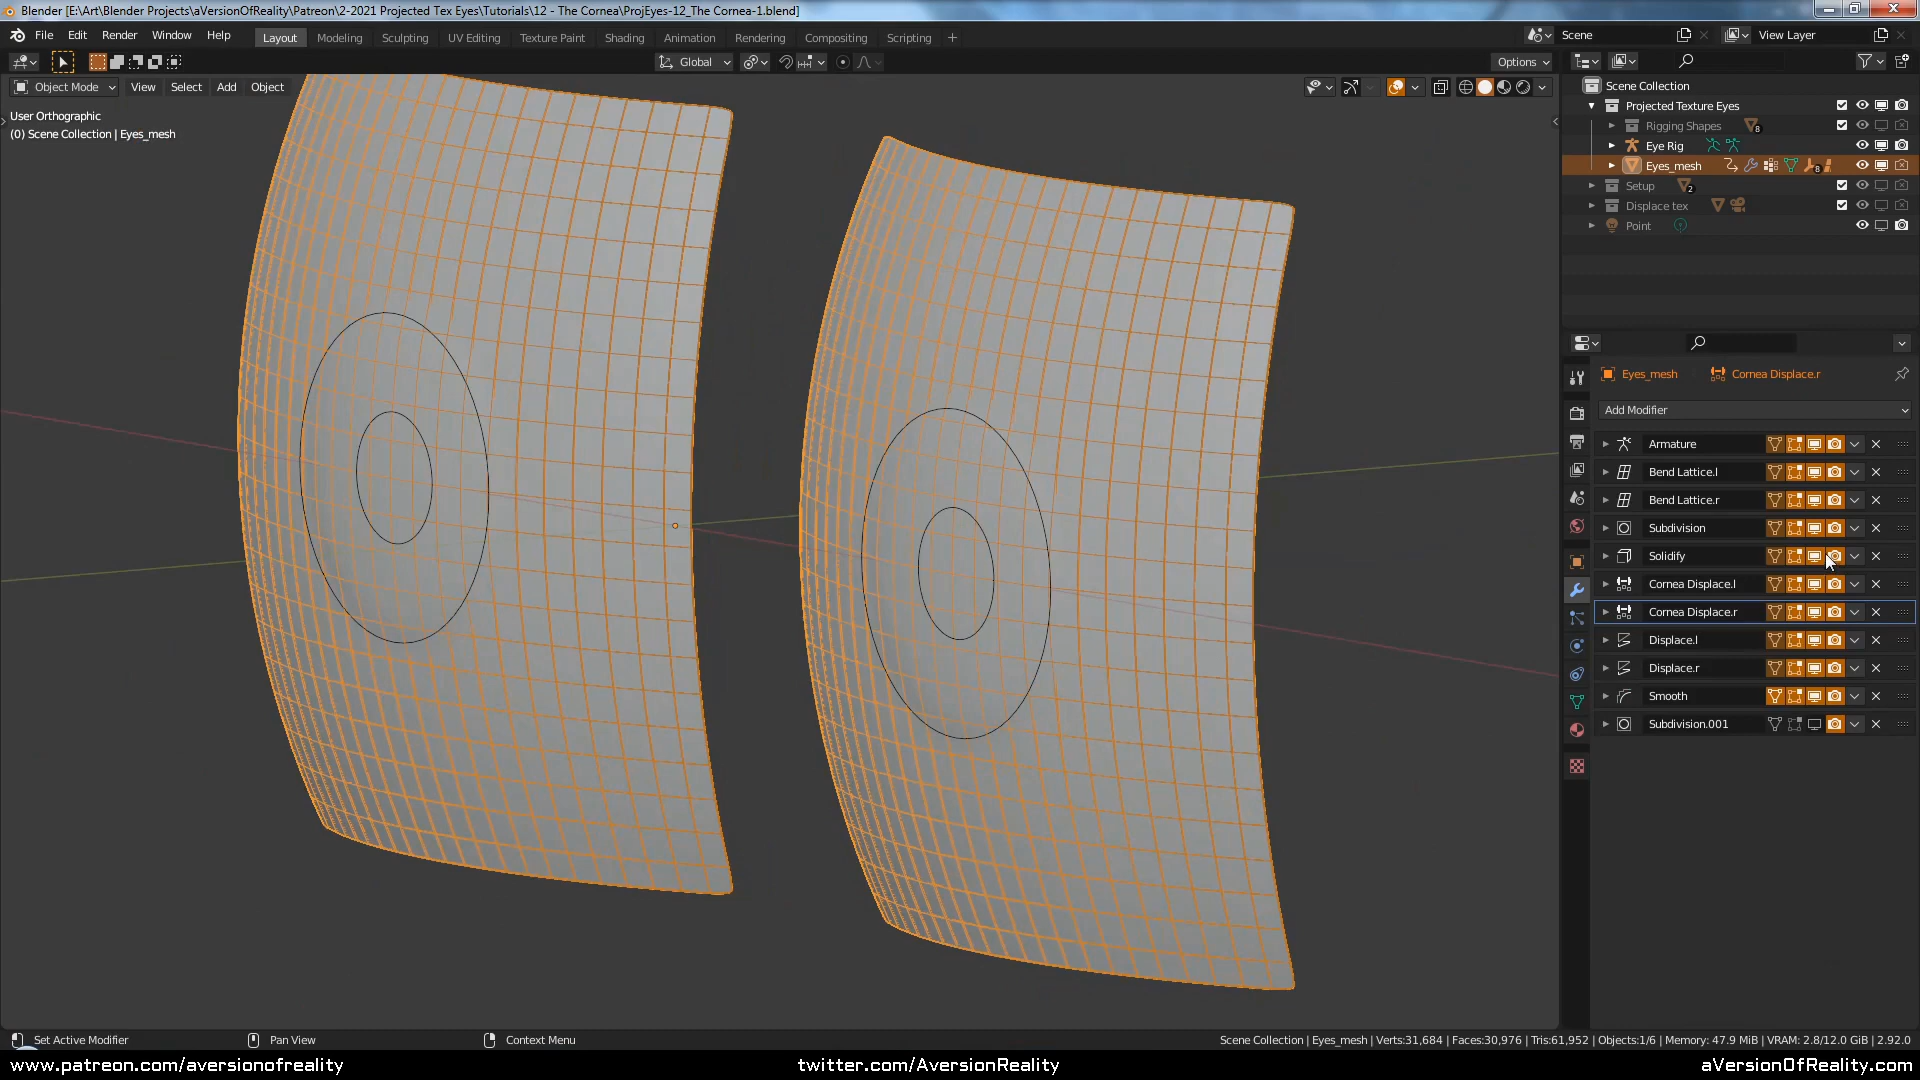 Blender [E:\Art\Blender Projects\aVersionOfReality\Patreon\2-2021 Projected Tex Eyes\Tutorials\12 - The Cornea\ProjEyes-12_The Cornea-1.blend]
File Edit Render Window Help Layout Modeling Sculpting UV Editing Texture Paint Shading Animation Rendering Compositing Scripting + Scene View Layer
Global Options
Object Mode View Select Add Object
User Orthographic
(0) Scene Collection | Eyes_mesh
Scene Collection
Projected Texture Eyes
Rigging Shapes 8
Eye Rig
Eyes_mesh 8
Setup 2
Displace tex
Point
Eyes_mesh Cornea Displace.r
Add Modifier
Armature
Bend Lattice.l
Bend Lattice.r
Subdivision
Solidify
Cornea Displace.l
Cornea Displace.r
Displace.l
Displace.r
Smooth
Subdivision.001
Set Active Modifier Pan View Context Menu Scene Collection | Eyes_mesh | Verts:31,684 | Faces:30,976 | Tris:61,952 | Objects:1/6 | Memory: 47.9 MiB | VRAM: 2.8/12.0 GiB | 2.92.0
www.patreon.com/aversionofreality twitter.com/AversionReality aVersionOfReality.com